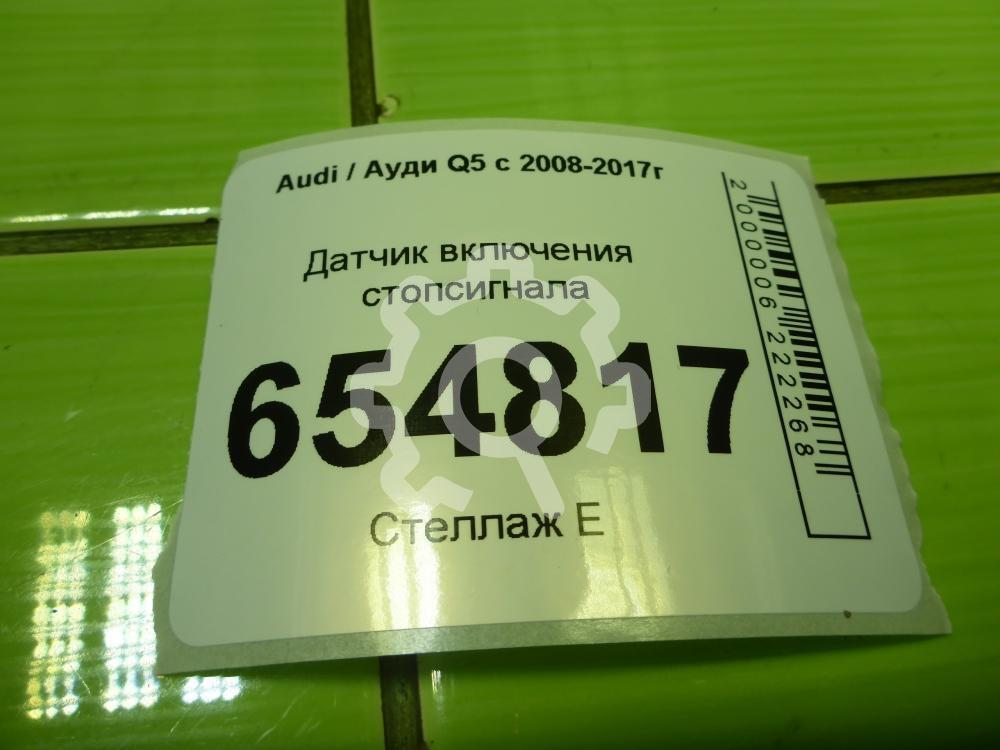 Audi / Ауди Q5 с 2008-2017г
Датчик включения
стопсигнала
654817
Стеллаж Е
2000006222268